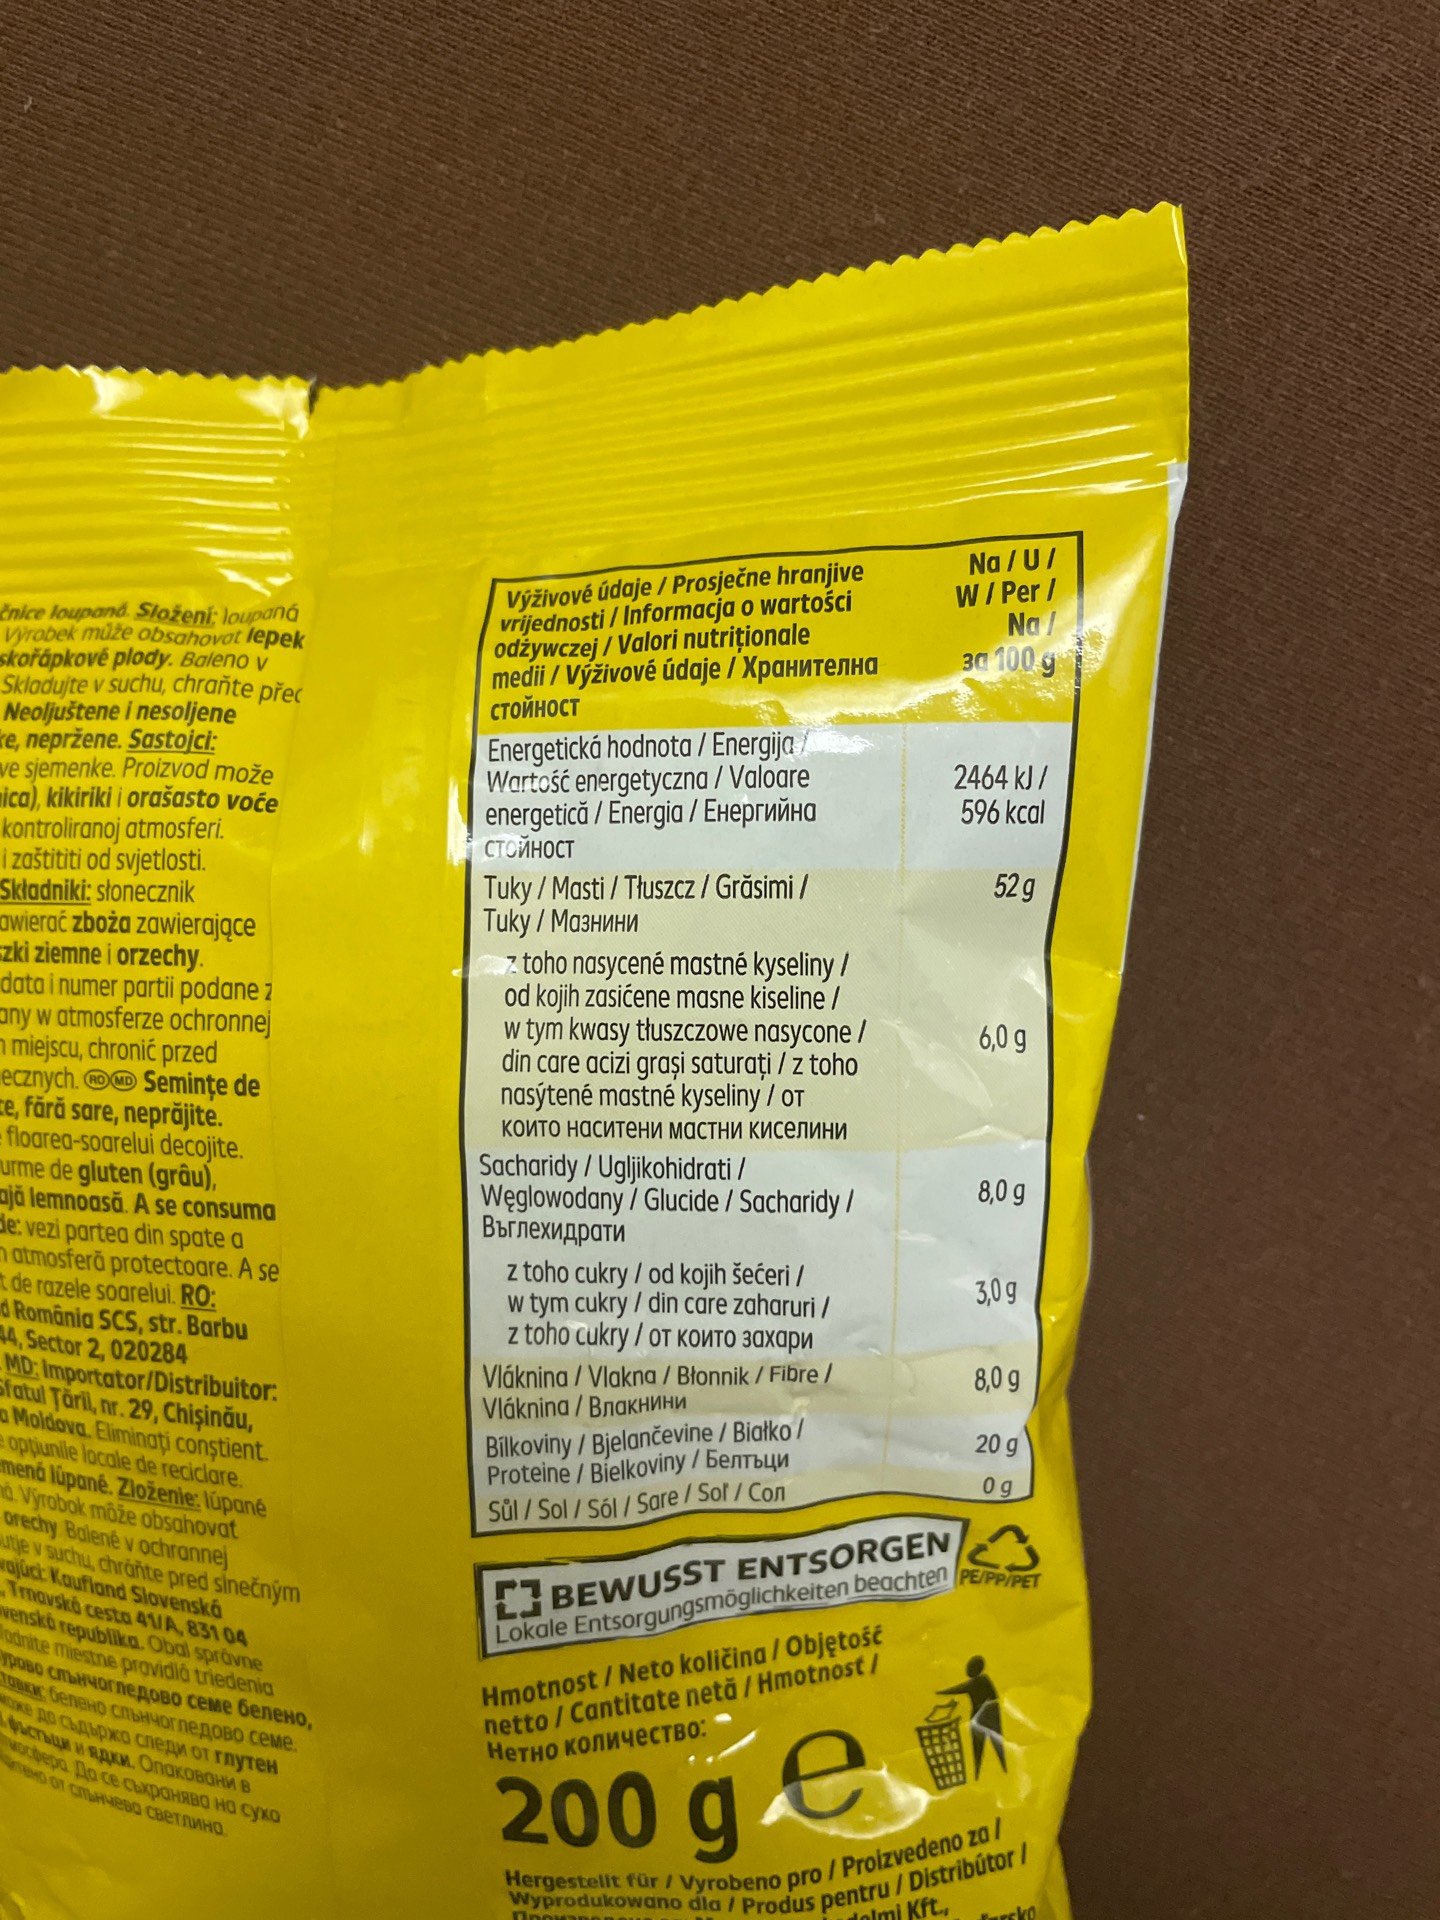 čnice loupaná. Složení: loupaná
Výrobek může obsahovat lepek
skořápkové plody. Baleno v
Skladujte v suchu, chraňte před
Neoljuštene i nesoljene
ke, nepržene. Sastojci:
ve sjemenke. Proizvod može
nica), kikiriki i orašasto voće
kontroliranoj atmosferi.
i zaštititi od svjetlosti.
Składniki: słonecznik
awierać zboża zawierające
szki ziemne i orzechy.
data i numer partii podane z
any w atmosferze ochronnej
miejscu, chronić przed
ecznych. RO MD Semințe de
te, fără sare, neprăjite.
floarea-soarelui decojite.
urme de gluten (grâu),
ajă lemnoasă. A se consuma
de: vezi partea din spate a
n atmosferă protectoare. A se
t de razele soarelui. RO:
d România SCS, str. Barbu
44, Sector 2, 020284
MD: Importator/Distribuitor:
Sfatul Țării, nr. 29, Chișinău,
a Moldova. Eliminați conștient.
e opțiunile locale de reciclare.
mená lúpané. Zloženie: lúpané
ná. Výrobok môže obsahovat
orechy. Balené v ochrannej
utje v suchu, chráňte pred slnečným
vajúci: Kaufland Slovenská
Trnavská cesta 41/A, 831 04
venská republika. Obal správne
ladnite miestne pravidlá triedenia
урово слънчогледово семе белено,
тавки: белено слънчогледово семе.
може да съдържа следи от глутен
фъстъци и ядки. Опаковани в
мосфера. Да се съхранява на сухо
щитено от слънчева светлина.
Výživové údaje / Prosječne hranjive
vrijednosti / Informacja o wartości
odżywczej / Valori nutriționale
medii / Výživové údaje / Хранителна
стойност
Na / U /
W / Per /
Na /
за 100 g
Energetická hodnota / Energija /
Wartość energetyczna / Valoare
energetică / Energia / Енергийна
стойност
2464 kJ /
596 kcal
Tuky / Masti / Tłuszcz / Grăsimi /
Tuky / Мазнини
52 g
z toho nasycené mastné kyseliny /
od kojih zasićene masne kiseline /
w tym kwasy tłuszczowe nasycone /
din care acizi grași saturați / z toho
nasýtené mastné kyseliny / от
които наситени мастни киселини
6,0 g
Sacharidy / Ugljikohidrati /
Węglowodany / Glucide / Sacharidy /
Въглехидрати
8,0 g
z toho cukry / od kojih šećeri /
w tym cukry / din care zaharuri /
z toho cukry / от които захари
3,0 g
Vláknina / Vlakna / Błonnik / Fibre /
Vláknina / Влакнини
8,0 g
Bílkoviny / Bjelančevine / Białko /
Proteine / Bielkoviny / Белтъци
20 g
Sůl / Sol / Sól / Sare / Soľ / Сол
0 g
BEWUSST ENTSORGEN
Lokale Entsorgungsmöglichkeiten beachten
PE/PP/PET
Hmotnost / Neto količina / Objętość
netto / Cantitate netă / Hmotnosť /
Нетно количество:
200 g e
Hergestellt für / Vyrobeno pro / Proizvedeno za /
Wyprodukowano dla / Produs pentru / Distribútor /
Kft.,